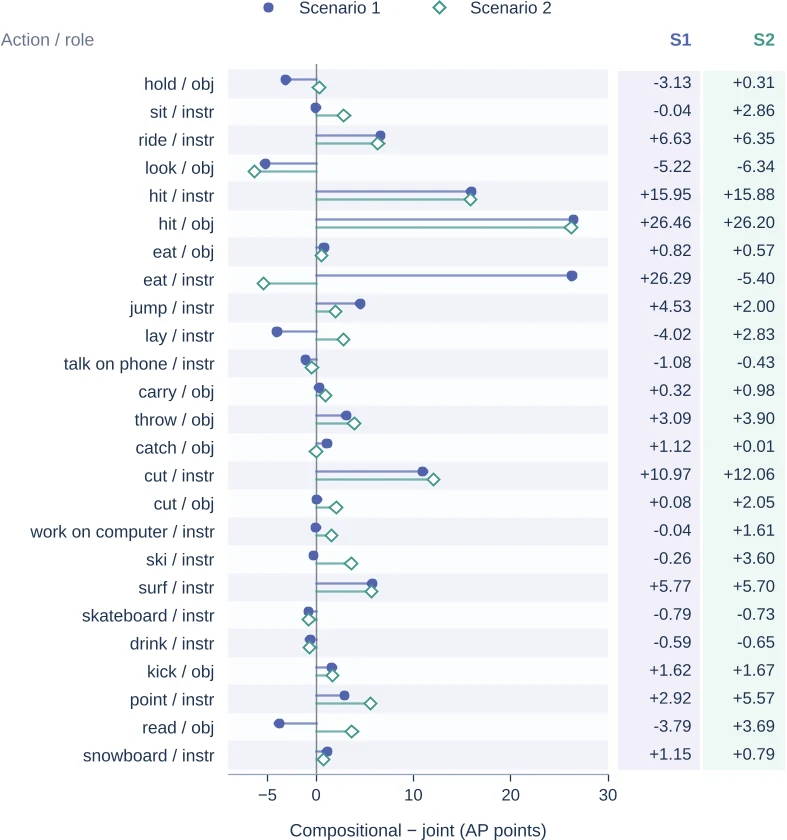 Scenario 1 Scenario 2
Action / role S1 S2
hold / obj -3.13 +0.31
sit / instr -0.04 +2.86
ride / instr +6.63 +6.35
look / obj -5.22 -6.34
hit / instr +15.95 +15.88
hit / obj +26.46 +26.20
eat / obj +0.82 +0.57
eat / instr +26.29 -5.40
jump / instr +4.53 +2.00
lay / instr -4.02 +2.83
talk on phone / instr -1.08 -0.43
carry / obj +0.32 +0.98
throw / obj +3.09 +3.90
catch / obj +1.12 +0.01
cut / instr +10.97 +12.06
cut / obj +0.08 +2.05
work on computer / instr -0.04 +1.61
ski / instr -0.26 +3.60
surf / instr +5.77 +5.70
skateboard / instr -0.79 -0.73
drink / instr -0.59 -0.65
kick / obj +1.62 +1.67
point / instr +2.92 +5.57
read / obj -3.79 +3.69
snowboard / instr +1.15 +0.79
−5 0 10 20 30
Compositional − joint (AP points)